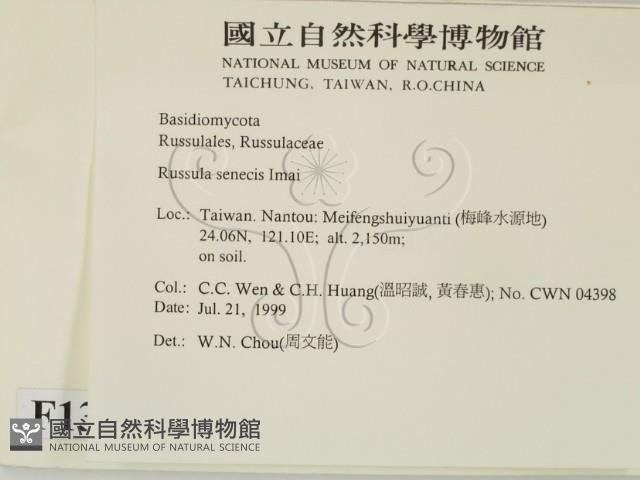 國立自然科學博物館
NATIONAL MUSEUM OF NATURAL SCIENCE
TAICHUNG, TAIWAN, R.O.CHINA
Basidiomycota
Russulales, Russulaceae
Russula senecis Imai
Loc.: Taiwan. Nantou: Meifengshuiyuanti (梅峰水源地)
24.06N, 121.10E; alt. 2,150m;
on soil.
Col.: C.C. Wen & C.H. Huang(溫昭誠, 黃春惠); No. CWN 04398
Date: Jul. 21, 1999
Det.: W.N. Chou(周文能)
國立自然科學博物館
NATIONAL MUSEUM OF NATURAL SCIENCE